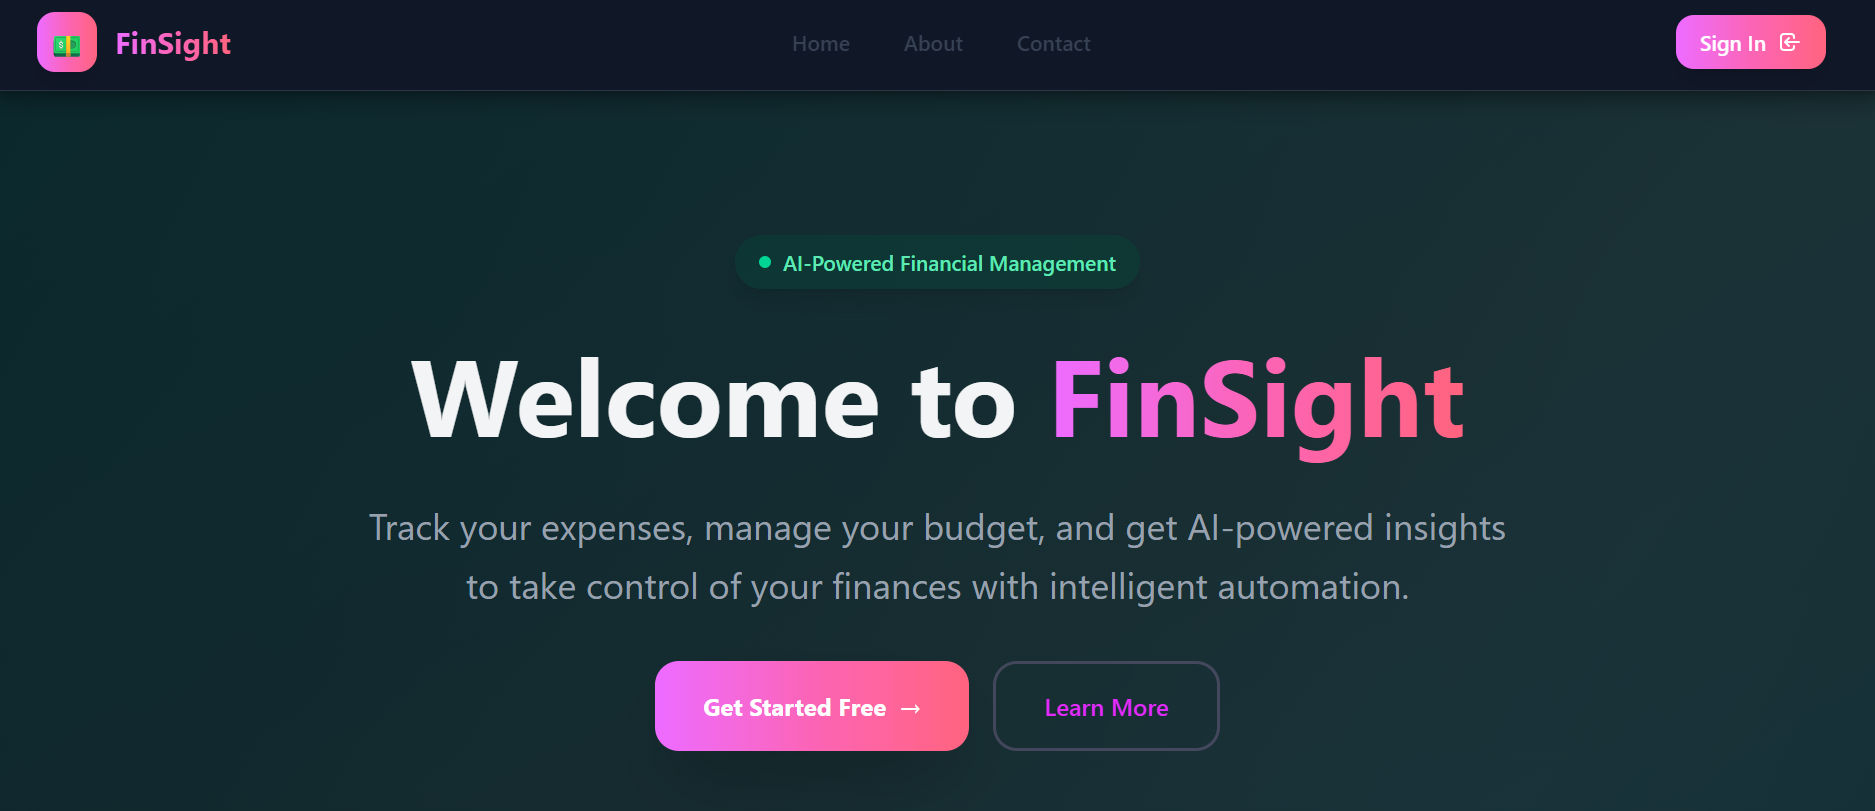 FinSight
Home
About
Contact
Sign In
AI-Powered Financial Management
Welcome to FinSight
Track your expenses, manage your budget, and get AI-powered insights
to take control of your finances with intelligent automation.
Get Started Free →
Learn More